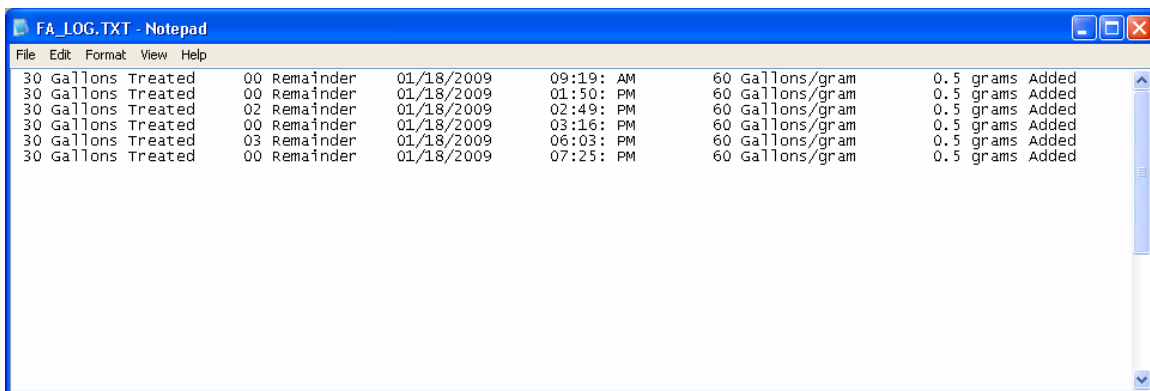 FA_LOG.TXT - Notepad
File Edit Format View Help
30 Gallons Treated 00 Remainder 01/18/2009 09:19: AM 60 Gallons/gram 0.5 grams Added
30 Gallons Treated 00 Remainder 01/18/2009 01:50: PM 60 Gallons/gram 0.5 grams Added
30 Gallons Treated 02 Remainder 01/18/2009 02:49: PM 60 Gallons/gram 0.5 grams Added
30 Gallons Treated 00 Remainder 01/18/2009 03:16: PM 60 Gallons/gram 0.5 grams Added
30 Gallons Treated 03 Remainder 01/18/2009 06:03: PM 60 Gallons/gram 0.5 grams Added
30 Gallons Treated 00 Remainder 01/18/2009 07:25: PM 60 Gallons/gram 0.5 grams Added